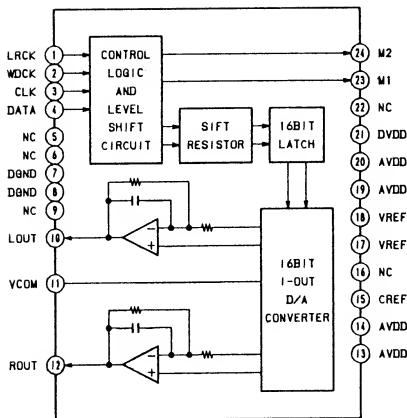 LRCK 1
WDCK 2
CLK 3
DATA 4
NC 5
NC 6
DGND 7
DGND 8
NC 9
LOUT 10
VCOM 11
ROUT 12
CONTROL
LOGIC
AND
LEVEL
SHIFT
CIRCUIT
SIFT
RESISTOR
16BIT
LATCH
-
+
16BIT
I-OUT
D/A
CONVERTER
-
+
24 M2
23 M1
22 NC
21 DVDD
20 AVDD
19 AVDD
18 VREF
17 VREF
16 NC
15 CREF
14 AVDD
13 AVDD